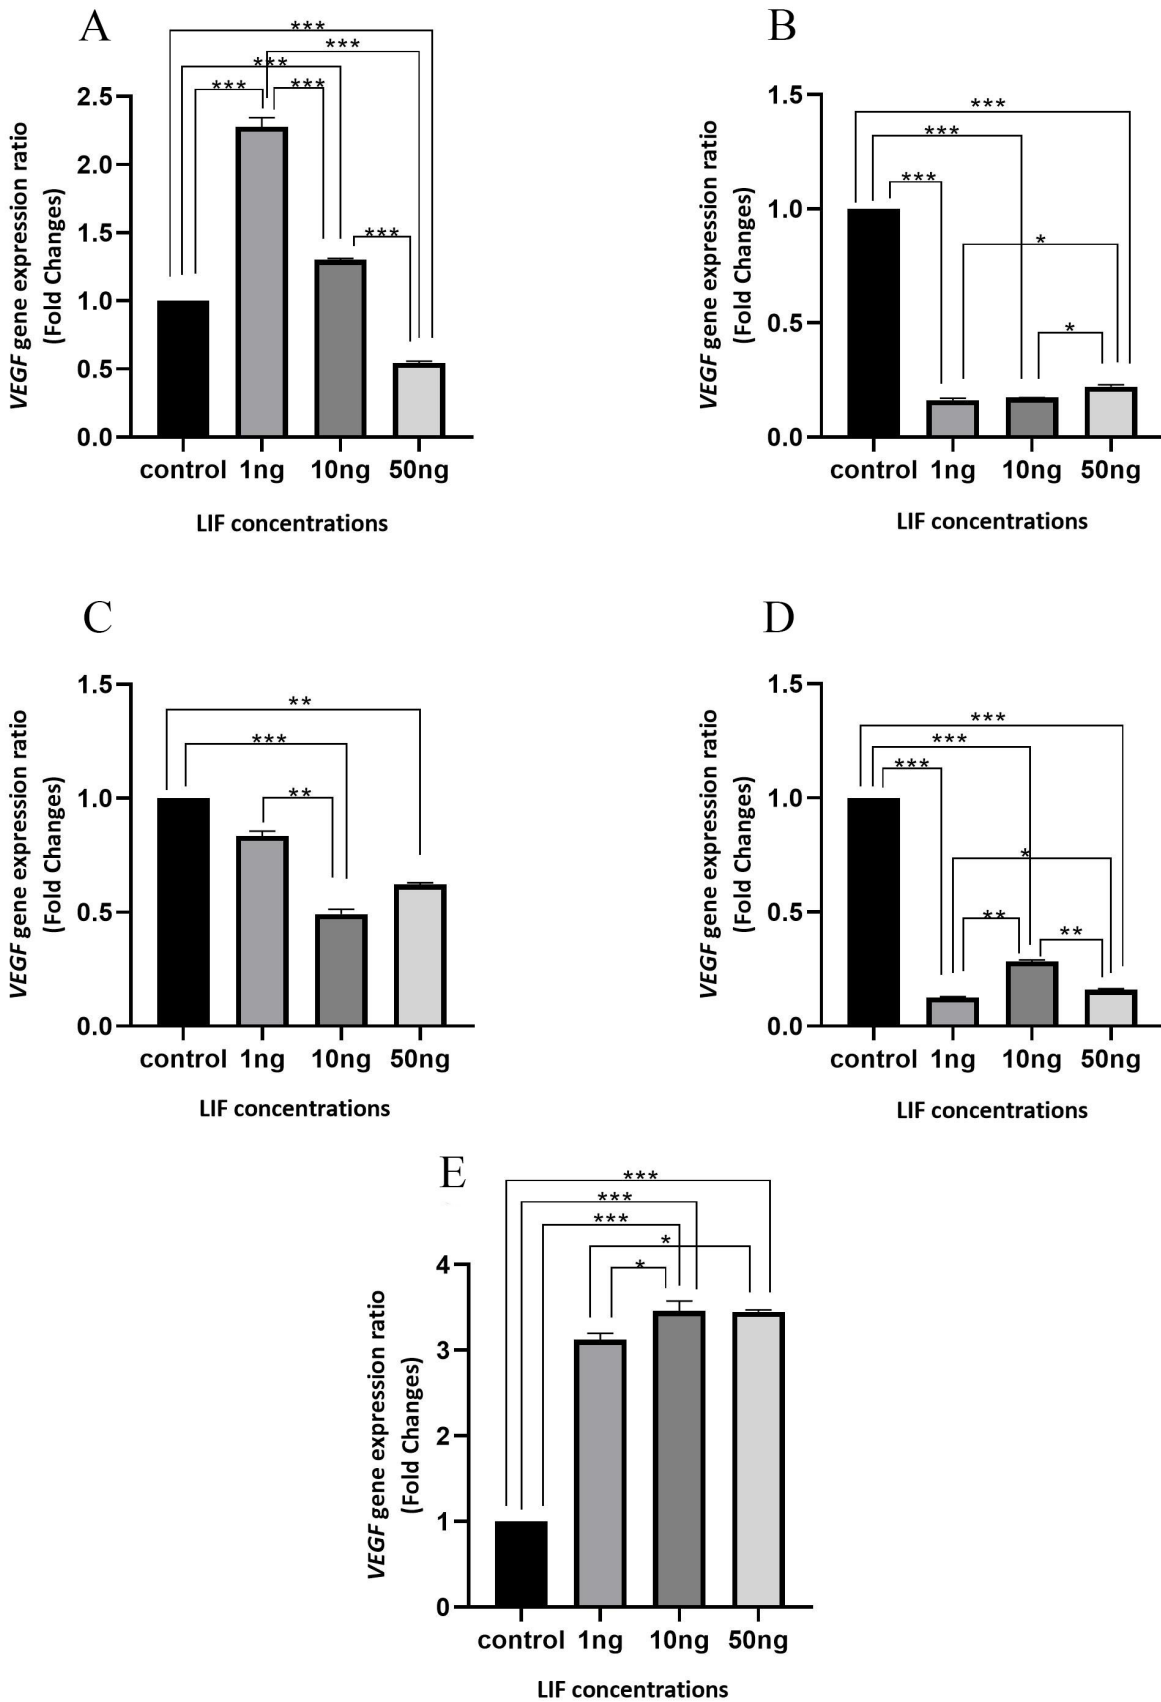 A
***
***
***
***
***
***
2.5
2.0
1.5
1.0
0.5
0.0
VEGF gene expression ratio
(Fold Changes)
control 1ng 10ng 50ng
LIF concentrations
B
***
***
***
*
*
1.5
1.0
0.5
0.0
VEGF gene expression ratio
(Fold Changes)
control 1ng 10ng 50ng
LIF concentrations
C
**
***
**
1.5
1.0
0.5
0.0
VEGF gene expression ratio
(Fold Changes)
control 1ng 10ng 50ng
LIF concentrations
D
***
***
***
*
**
**
1.5
1.0
0.5
0.0
VEGF gene expression ratio
(Fold Changes)
control 1ng 10ng 50ng
LIF concentrations
E
***
***
***
*
*
4
3
2
1
0
VEGF gene expression ratio
(Fold Changes)
control 1ng 10ng 50ng
LIF concentrations